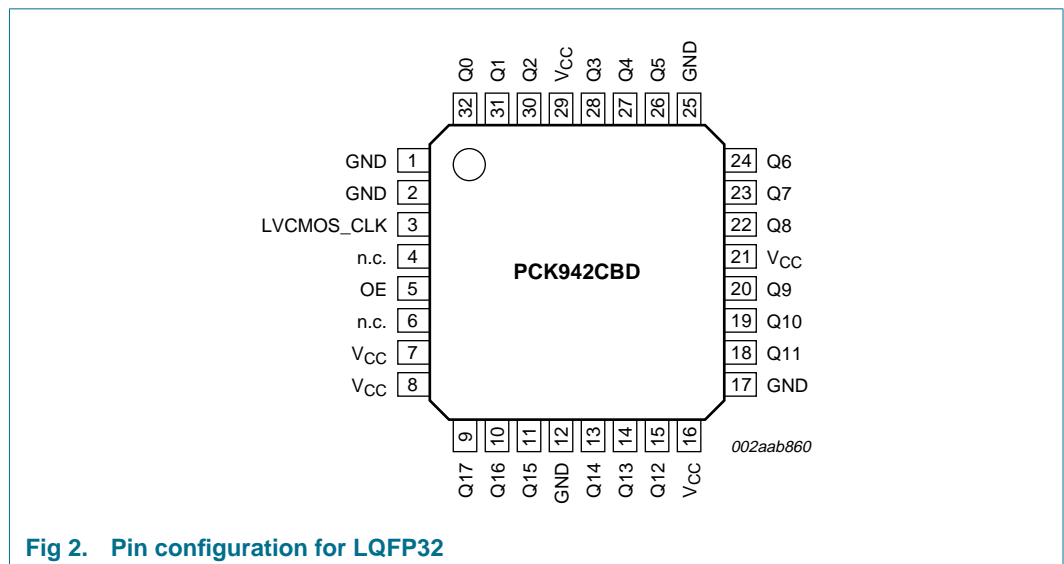 Q0 Q1 Q2 VCC Q3 Q4 Q5 GND
32 31 30 29 28 27 26 25
GND 1 24 Q6
GND 2 23 Q7
LVCMOS_CLK 3 22 Q8
n.c. 4 21 VCC
PCK942CBD
OE 5 20 Q9
n.c. 6 19 Q10
VCC 7 18 Q11
VCC 8 17 GND
9 10 11 12 13 14 15 16
002aab860
Q17 Q16 Q15 GND Q14 Q13 Q12 VCC
Fig 2. Pin configuration for LQFP32